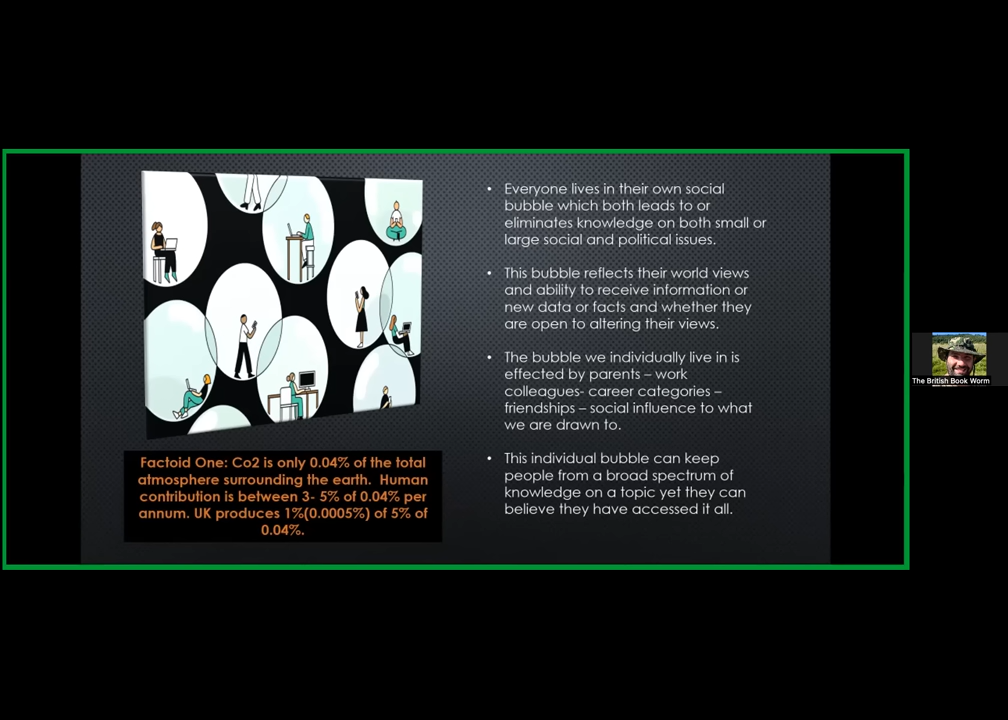 • Everyone lives in their own social
bubble which both leads to or
eliminates knowledge on both small or
large social and political issues.
• This bubble reflects their world views
and ability to receive information or
new data or facts and whether they
are open to altering their views.
• The bubble we individually live in is
effected by parents – work
colleagues- career categories –
friendships – social influence to what
we are drawn to.
• This individual bubble can keep
people from a broad spectrum of
knowledge on a topic yet they can
believe they have accessed it all.
Factoid One: Co2 is only 0.04% of the total
atmosphere surrounding the earth. Human
contribution is between 3- 5% of 0.04% per
annum. UK produces 1%(0.0005%) of 5% of
0.04%.
The British Book Worm